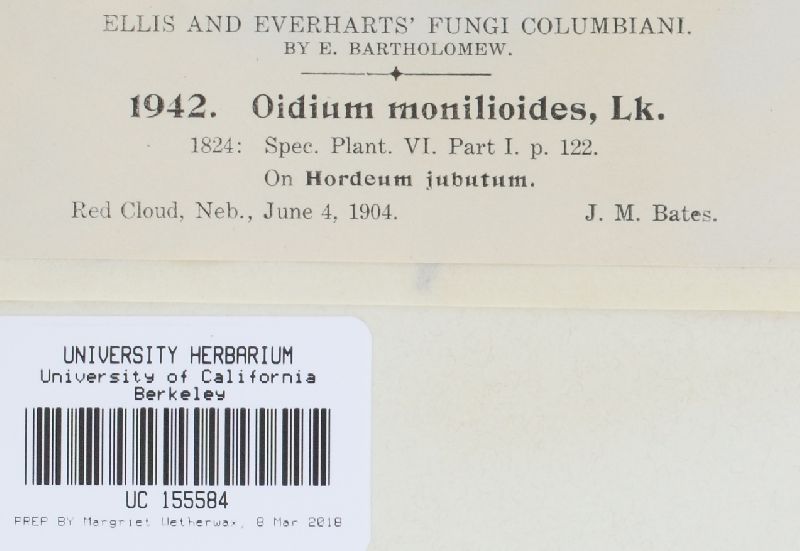 ELLIS AND EVERHARTS' FUNGI COLUMBIANI.
BY E. BARTHOLOMEW.
1942. Oidium monilioides, Lk.
1824: Spec. Plant. VI. Part I. p. 122.
On Hordeum jubutum.
Red Cloud, Neb., June 4, 1904. J. M. Bates.
UNIVERSITY HERBARIUM
University of California
Berkeley
UC 155584
PREP BY Margriet Wetherwax, 8 Mar 2018